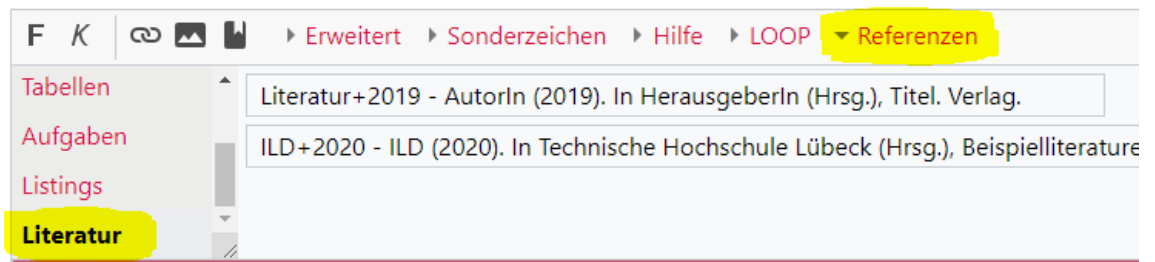 F K Erweitert Sonderzeichen Hilfe LOOP Referenzen
Tabellen
Literatur+2019 - AutorIn (2019). In HerausgeberIn (Hrsg.), Titel. Verlag.
Aufgaben
ILD+2020 - ILD (2020). In Technische Hochschule Lübeck (Hrsg.), Beispielliterature
Listings
Literatur